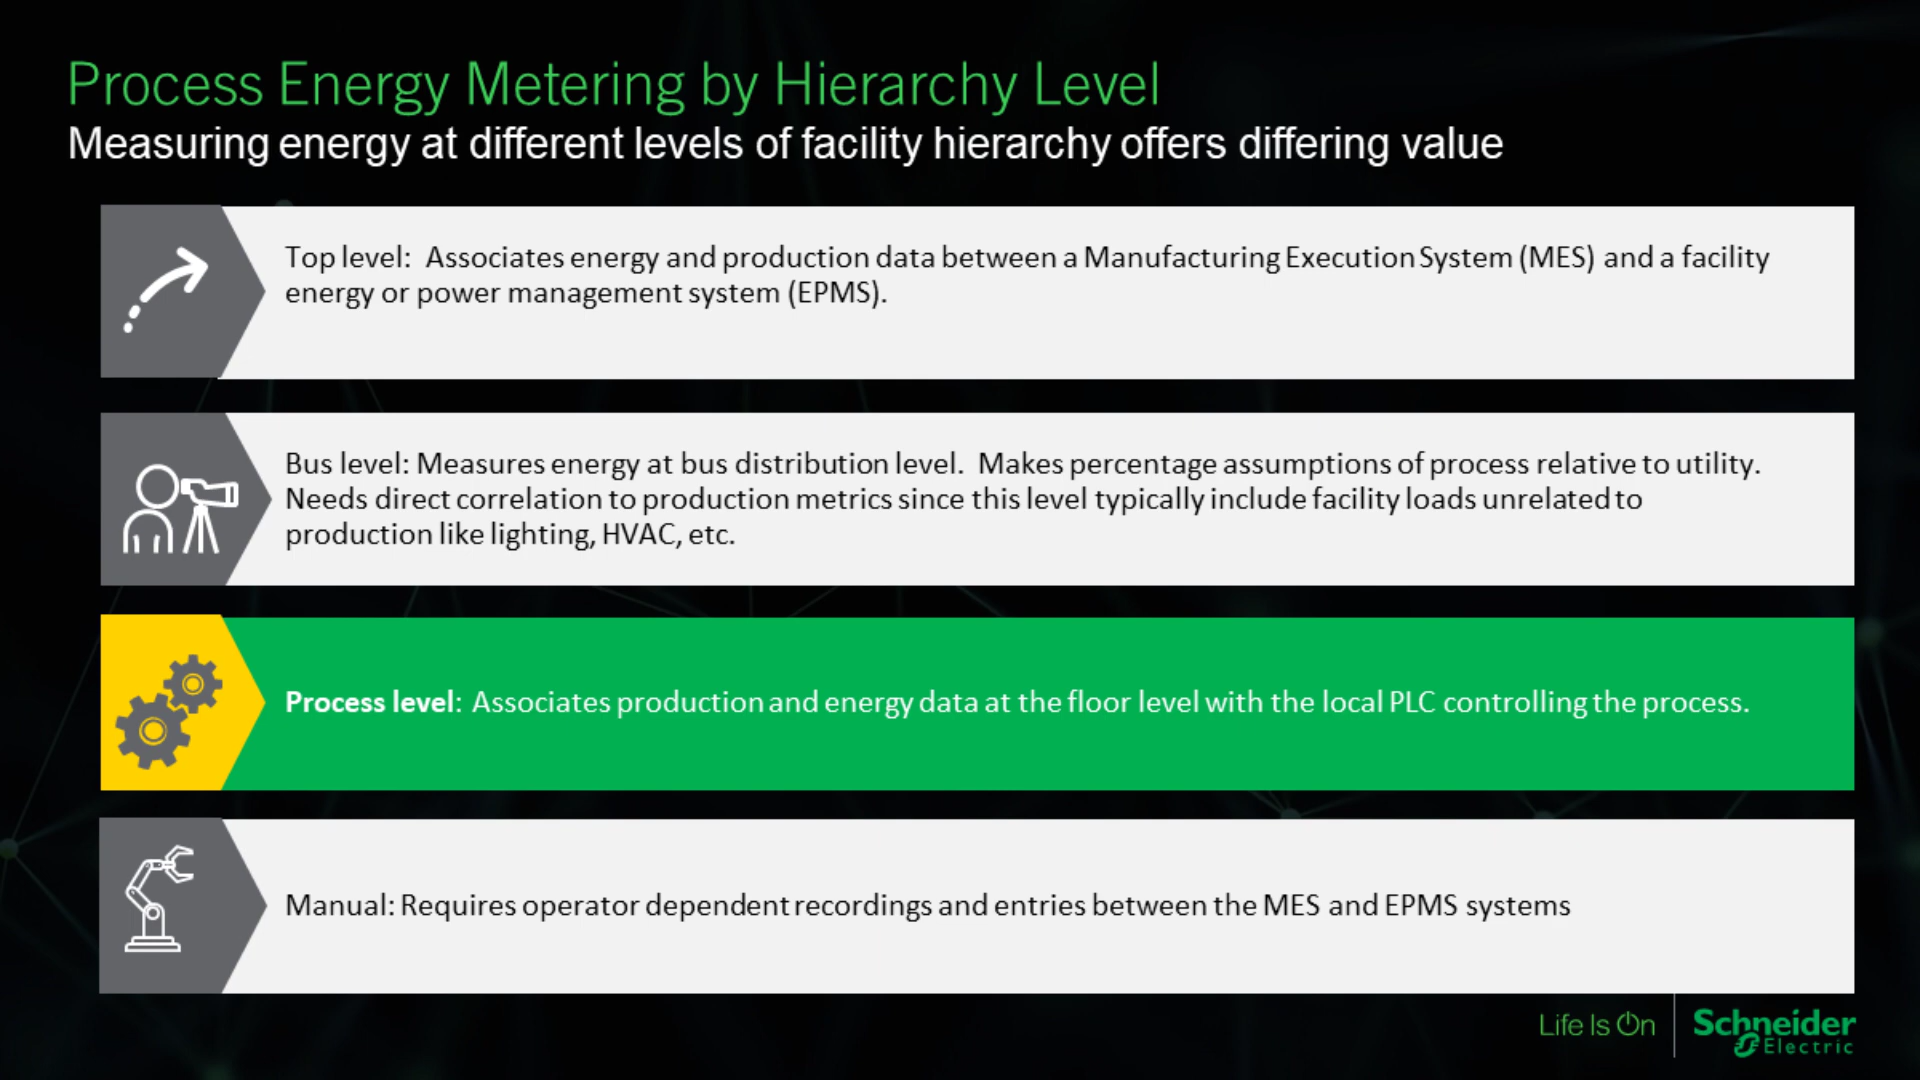 Process Energy Metering by Hierarchy Level
Measuring energy at different levels of facility hierarchy offers differing value
Top level: Associates energy and production data between a Manufacturing Execution System (MES) and a facility
energy or power management system (EPMS).
Bus level: Measures energy at bus distribution level. Makes percentage assumptions of process relative to utility.
Needs direct correlation to production metrics since this level typically include facility loads unrelated to
production like lighting, HVAC, etc.
Process level: Associates production and energy data at the floor level with the local PLC controlling the process.
Manual: Requires operator dependent recordings and entries between the MES and EPMS systems
Life Is On
Schneider
Electric